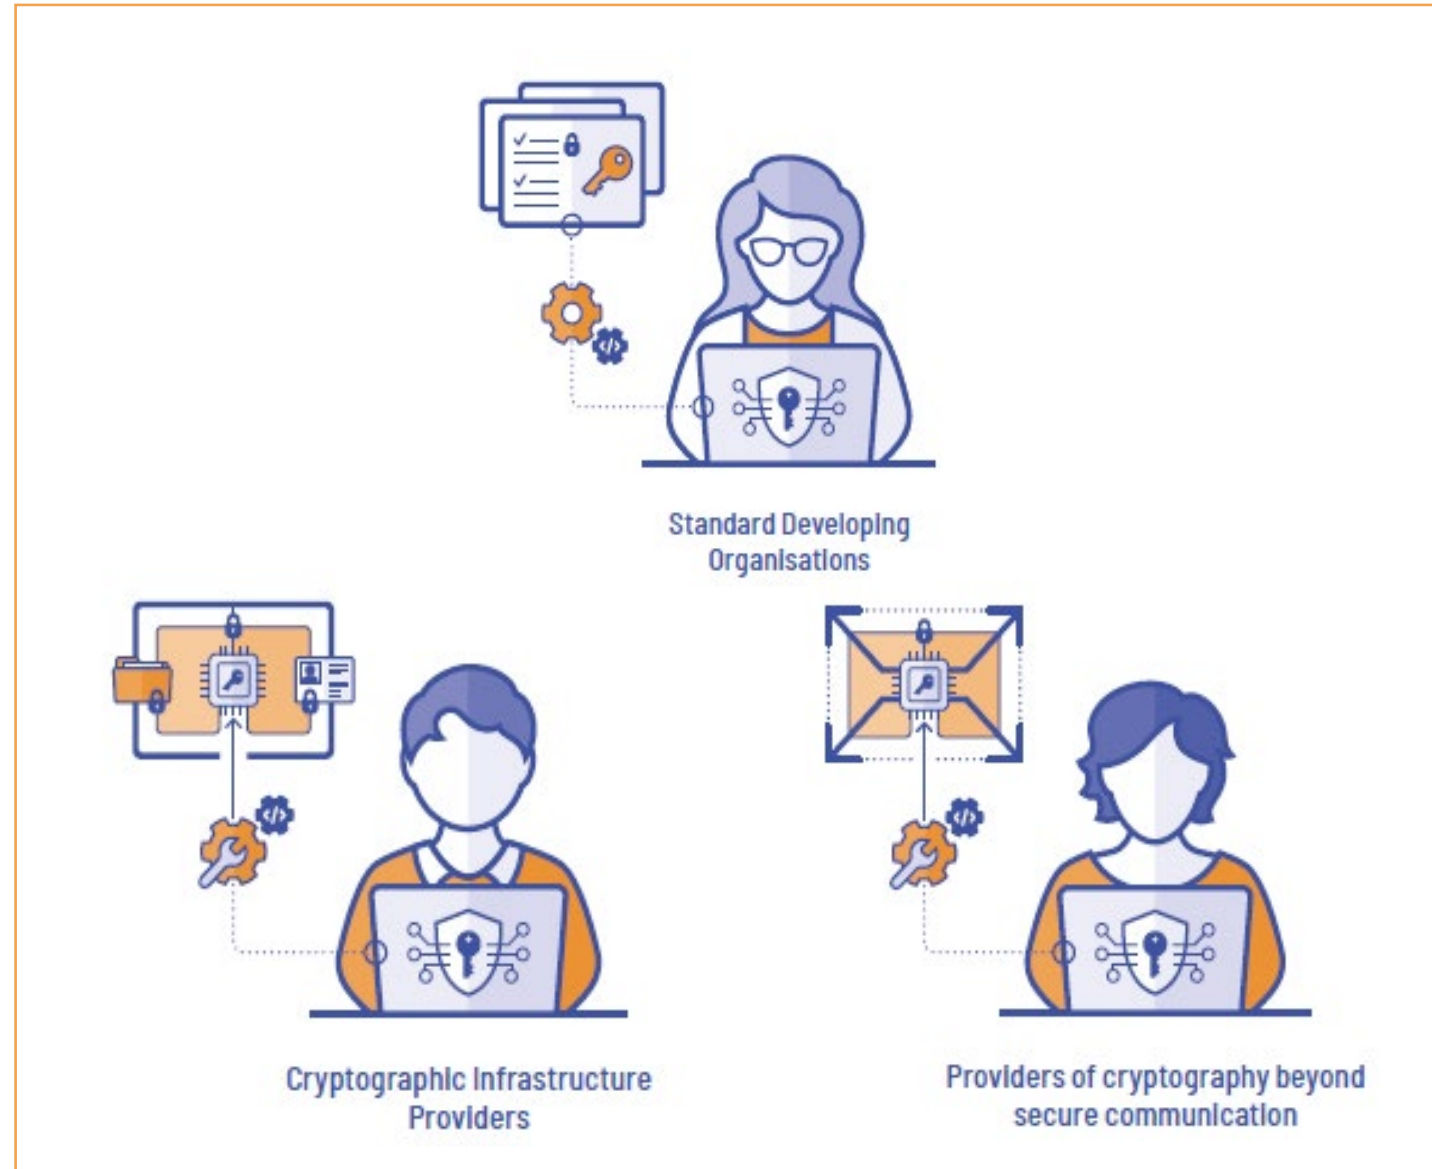 Standard Developing
Organisations
Cryptographic Infrastructure
Providers
Providers of cryptography beyond
secure communication